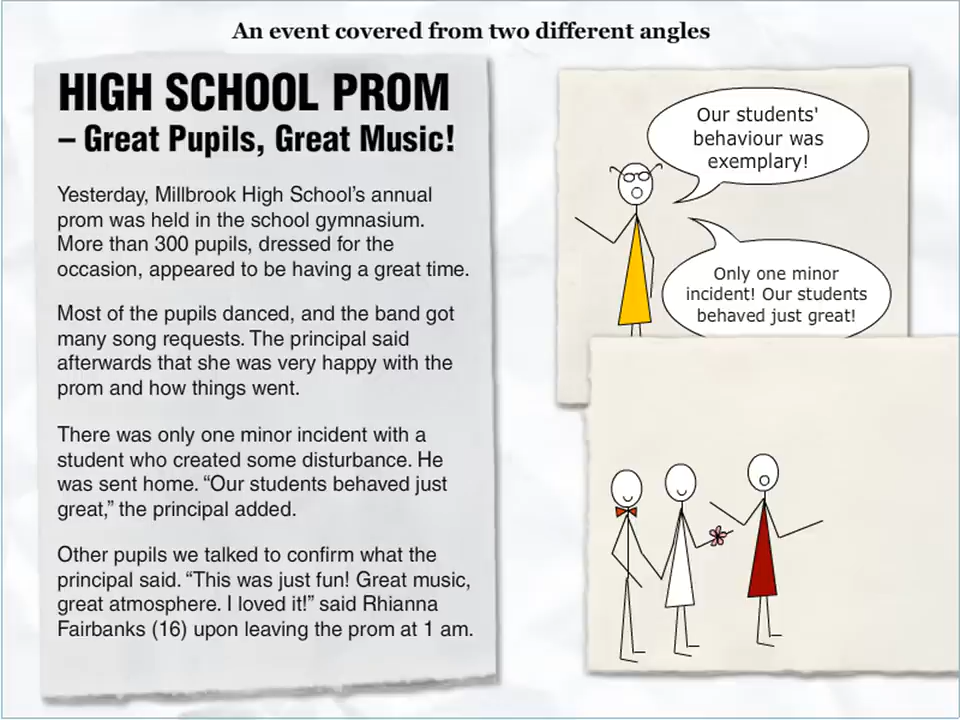 An event covered from two different angles
HIGH SCHOOL PROM
– Great Pupils, Great Music!
Yesterday, Millbrook High School’s annual
prom was held in the school gymnasium.
More than 300 pupils, dressed for the
occasion, appeared to be having a great time.
Most of the pupils danced, and the band got
many song requests. The principal said
afterwards that she was very happy with the
prom and how things went.
There was only one minor incident with a
student who created some disturbance. He
was sent home. “Our students behaved just
great,” the principal added.
Other pupils we talked to confirm what the
principal said. “This was just fun! Great music,
great atmosphere. I loved it!” said Rhianna
Fairbanks (16) upon leaving the prom at 1 am.
Our students'
behaviour was
exemplary!
Only one minor
incident! Our students
behaved just great!